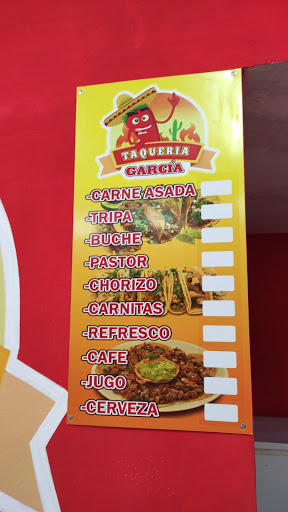 TAQUERIA
GARCÍA
-CARNE ASADA
-TRIPA
-BUCHE
-PASTOR
-CHORIZO
-CARNITAS
-REFRESCO
-CAFE
-JUGO
-CERVEZA